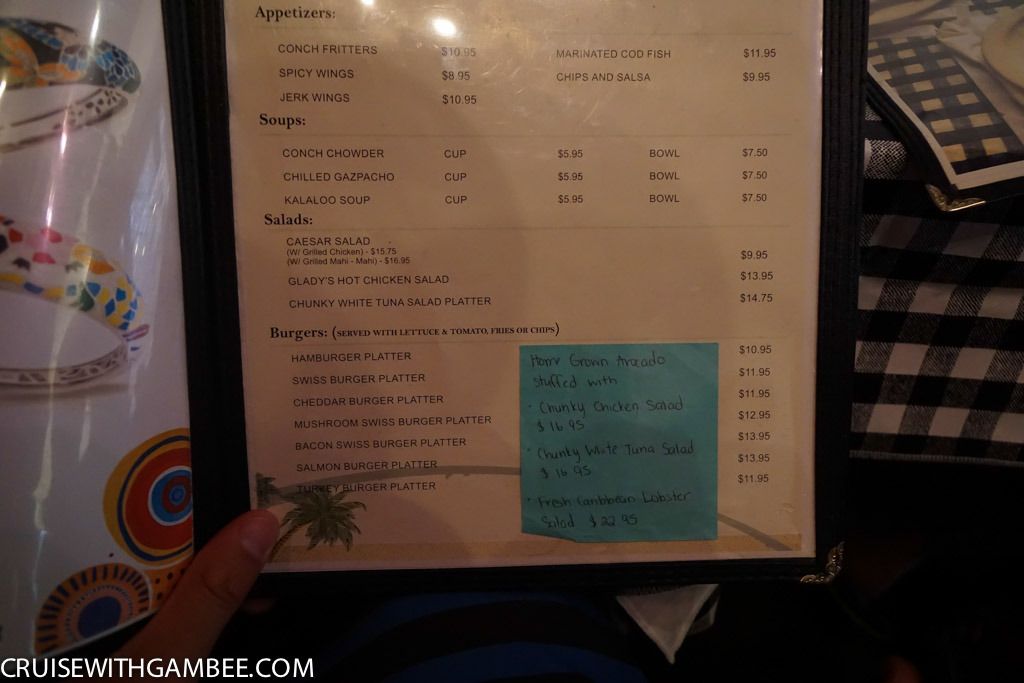 Appetizers:
CONCH FRITTERS $10.95 MARINATED COD FISH $11.95
SPICY WINGS $8.95 CHIPS AND SALSA $9.95
JERK WINGS $10.95
Soups:
CONCH CHOWDER CUP $5.95 BOWL $7.50
CHILLED GAZPACHO CUP $5.95 BOWL $7.50
KALALOO SOUP CUP $5.95 BOWL $7.50
Salads:
CAESAR SALAD $9.95
(W/ Grilled Chicken) - $15.75
(W/ Grilled Mahi - Mahi) - $16.95
GLADY'S HOT CHICKEN SALAD $13.95
CHUNKY WHITE TUNA SALAD PLATTER $14.75
Burgers: (SERVED WITH LETTUCE & TOMATO, FRIES OR CHIPS)
HAMBURGER PLATTER $10.95
SWISS BURGER PLATTER $11.95
CHEDDAR BURGER PLATTER $11.95
MUSHROOM SWISS BURGER PLATTER $12.95
BACON SWISS BURGER PLATTER $13.95
SALMON BURGER PLATTER $13.95
TURKEY BURGER PLATTER $11.95
Home Grown Avocado
stuffed with
· Chunky Chicken Salad
$ 16.95
· Chunky White Tuna Salad
$ 16.95
· Fresh Caribbean Lobster
Salad $ 22.95
CRUISEWITHGAMBEE.COM